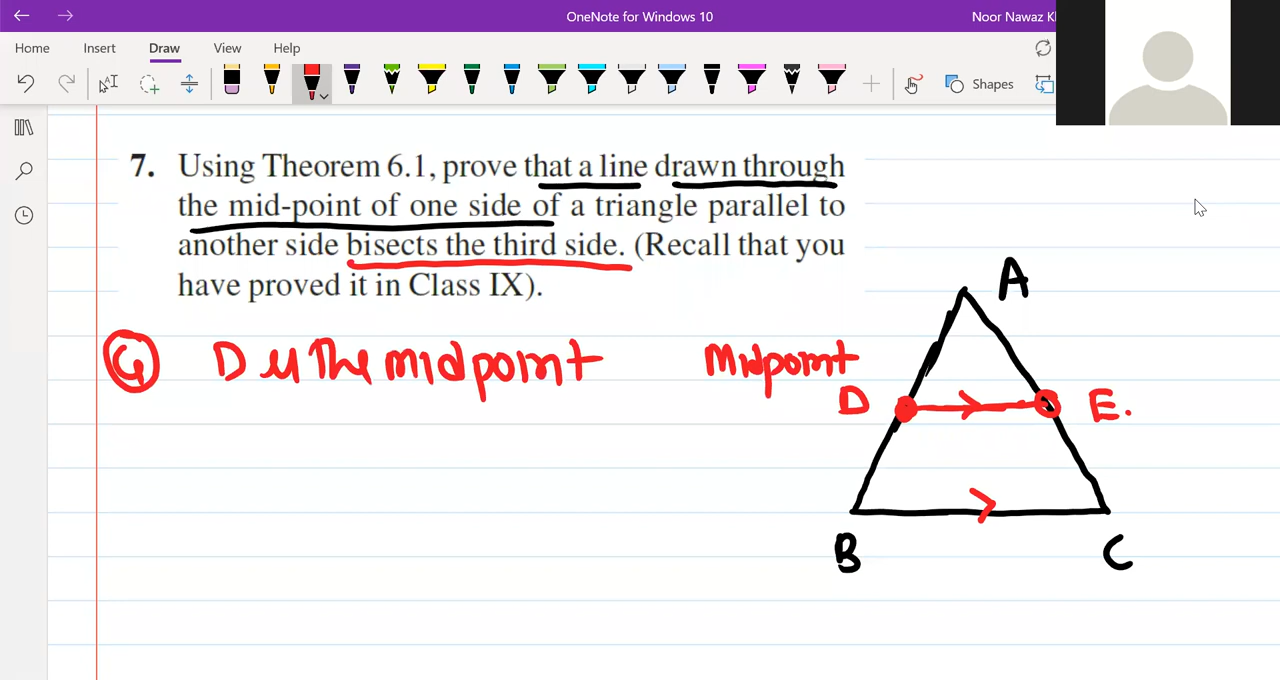 OneNote for Windows 10
Noor Nawaz Kh
Home Insert Draw View Help
Shapes
7. Using Theorem 6.1, prove that a line drawn through
the mid-point of one side of a triangle parallel to
another side bisects the third side. (Recall that you
have proved it in Class IX).
A
G D is the midpoint Midpoint
D E.
B C